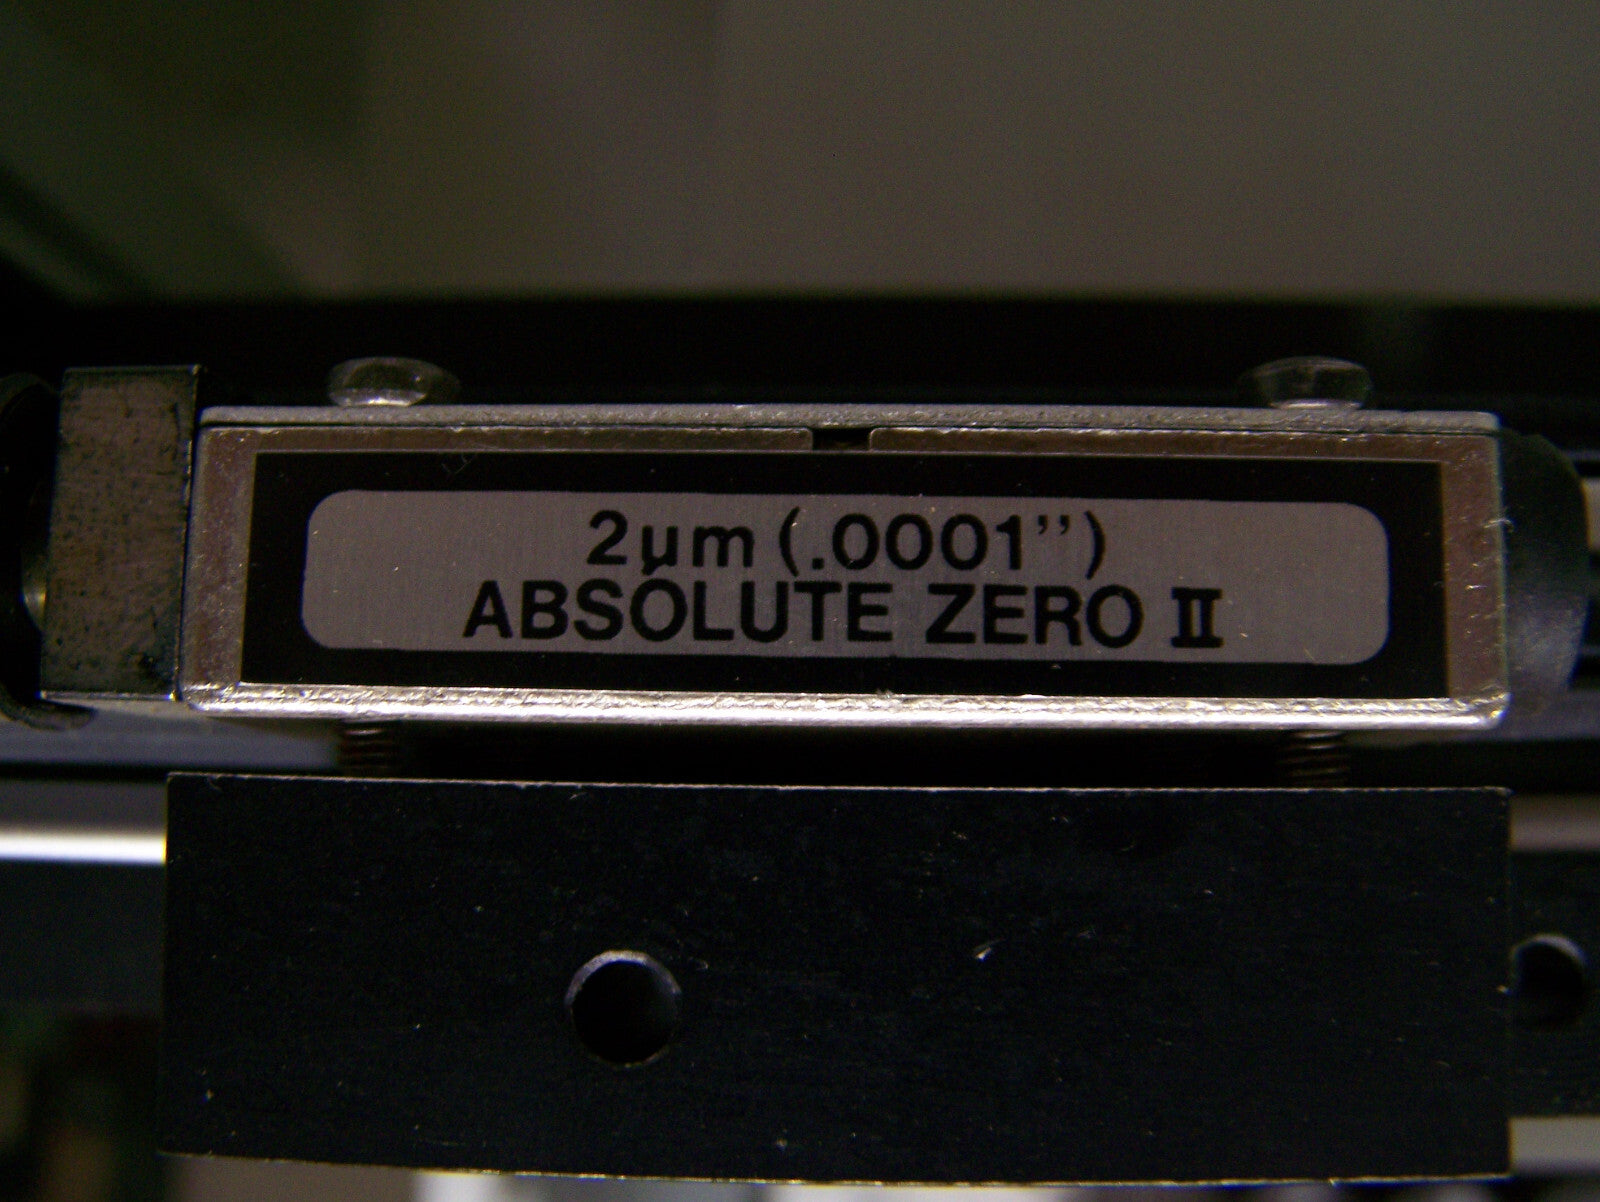 2µm (.0001")
ABSOLUTE ZERO II